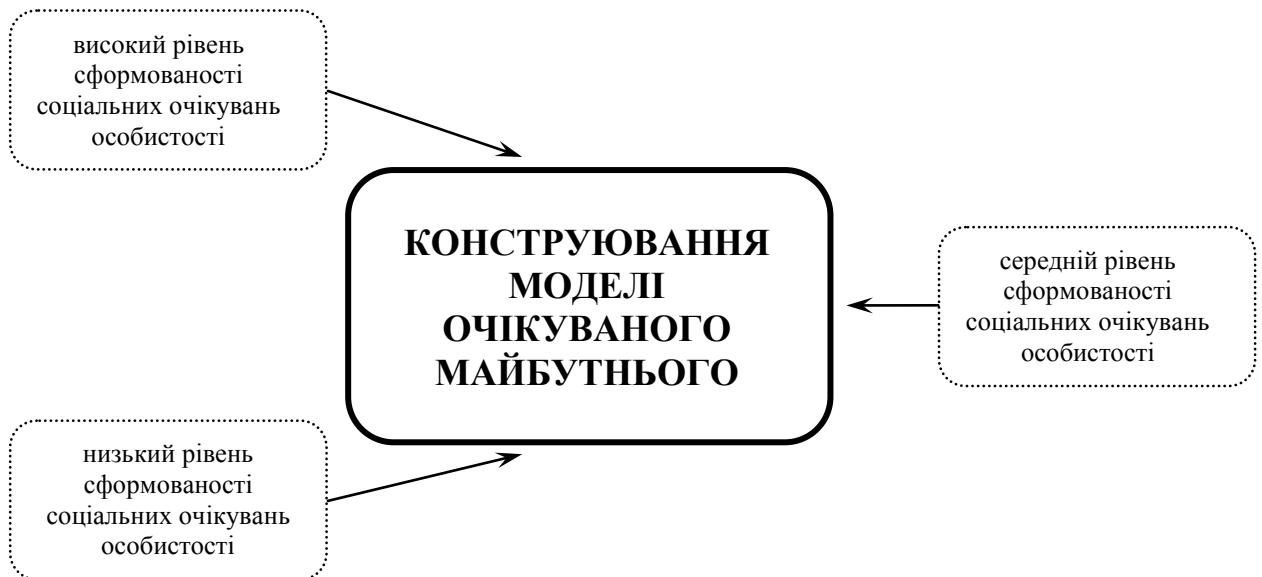 високий рівень
сформованості
соціальних очікувань
особистості
КОНСТРУЮВАННЯ
МОДЕЛІ
ОЧІКУВАНОГО
МАЙБУТНЬОГО
середній рівень
сформованості
соціальних очікувань
особистості
низький рівень
сформованості
соціальних очікувань
особистості